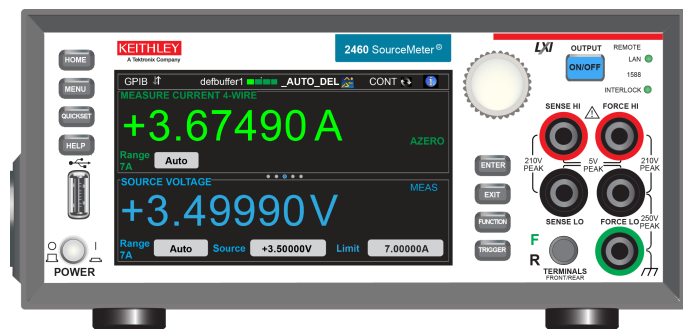 KEITHLEY
A Tektronix Company
2460 SourceMeter®
LXI
OUTPUT
ON/OFF
REMOTE
LAN
1588
INTERLOCK
HOME
MENU
QUICKSET
HELP
POWER
GPIB defbuffer1 _AUTO_DEL CONT i
MEASURE CURRENT 4-WIRE
+3.67490 A
AZERO
Range Auto
7A
SOURCE VOLTAGE
MEAS
+3.49990 V
Range Auto Source +3.50000V Limit 7.00000A
7A
ENTER
EXIT
FUNCTION
TRIGGER
SENSE HI
FORCE HI
210V PEAK
5V PEAK
210V PEAK
SENSE LO
FORCE LO
250V PEAK
F
R
TERMINALS
FRONT/REAR